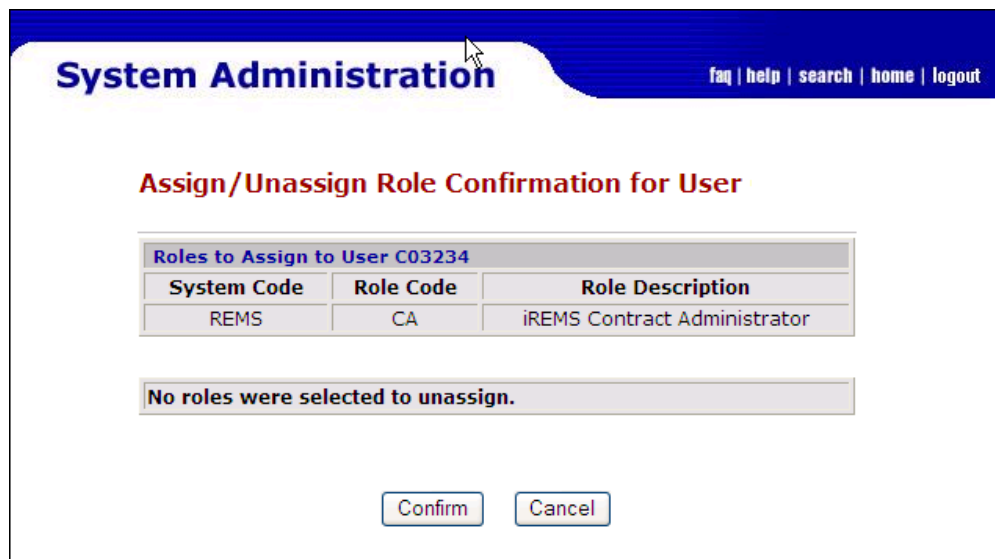 System Administration
faq | help | search | home | logout
Assign/Unassign Role Confirmation for User
Roles to Assign to User C03234
System Code Role Code Role Description
REMS CA iREMS Contract Administrator
No roles were selected to unassign.
Confirm Cancel